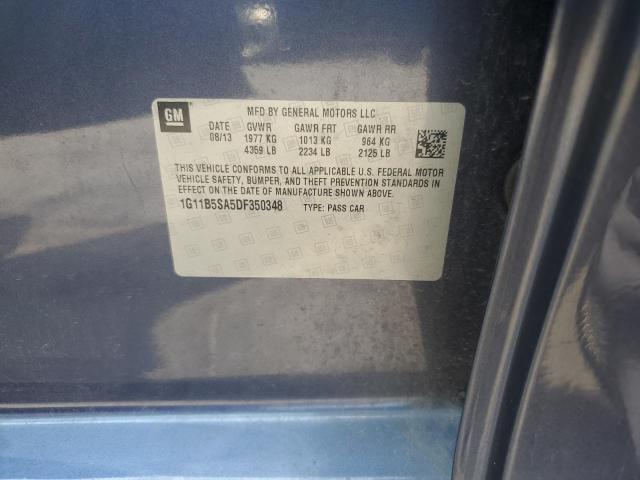 GM
MFD BY GENERAL MOTORS LLC
DATE GVWR GAWR FRT GAWR RR
08/13 1977 KG 1013 KG 964 KG
4359 LB 2234 LB 2125 LB
THIS VEHICLE CONFORMS TO ALL APPLICABLE U.S. FEDERAL MOTOR
VEHICLE SAFETY, BUMPER, AND THEFT PREVENTION STANDARDS IN
EFFECT ON THE DATE OF MANUFACTURE SHOWN ABOVE.
1G11B5SA5DF350348 TYPE: PASS CAR